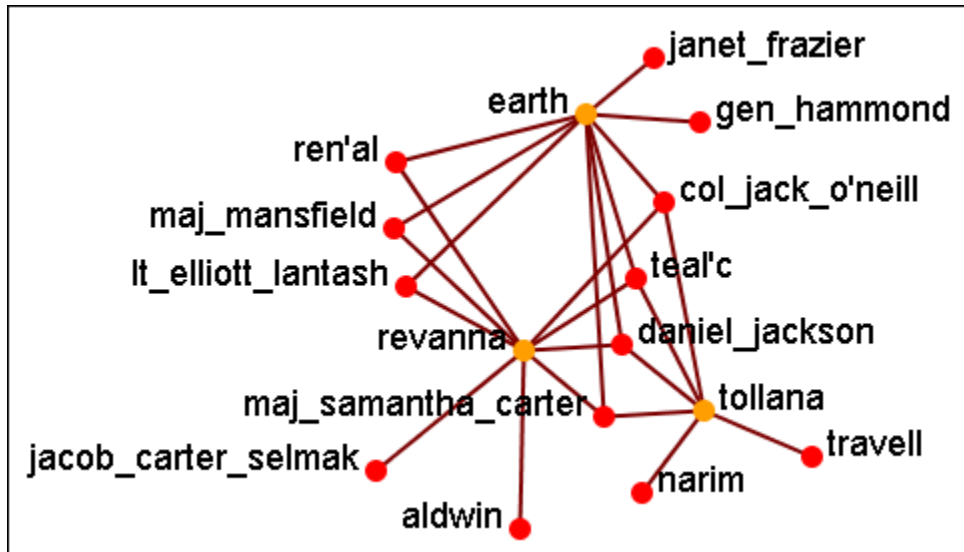 janet_frazier
earth
gen_hammond
ren'al
col_jack_o'neill
maj_mansfield
lt_elliott_lantash
teal'c
revanna
daniel_jackson
maj_samantha_carter
tollana
jacob_carter_selmak
travell
narim
aldwin